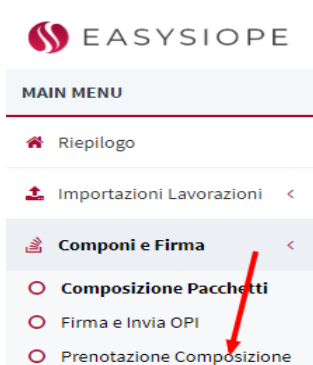 EASYSIOPE
MAIN MENU
Riepilogo
Importazioni Lavorazioni <
Componi e Firma <
Composizione Pacchetti
Firma e Invia OPI
Prenotazione Composizione